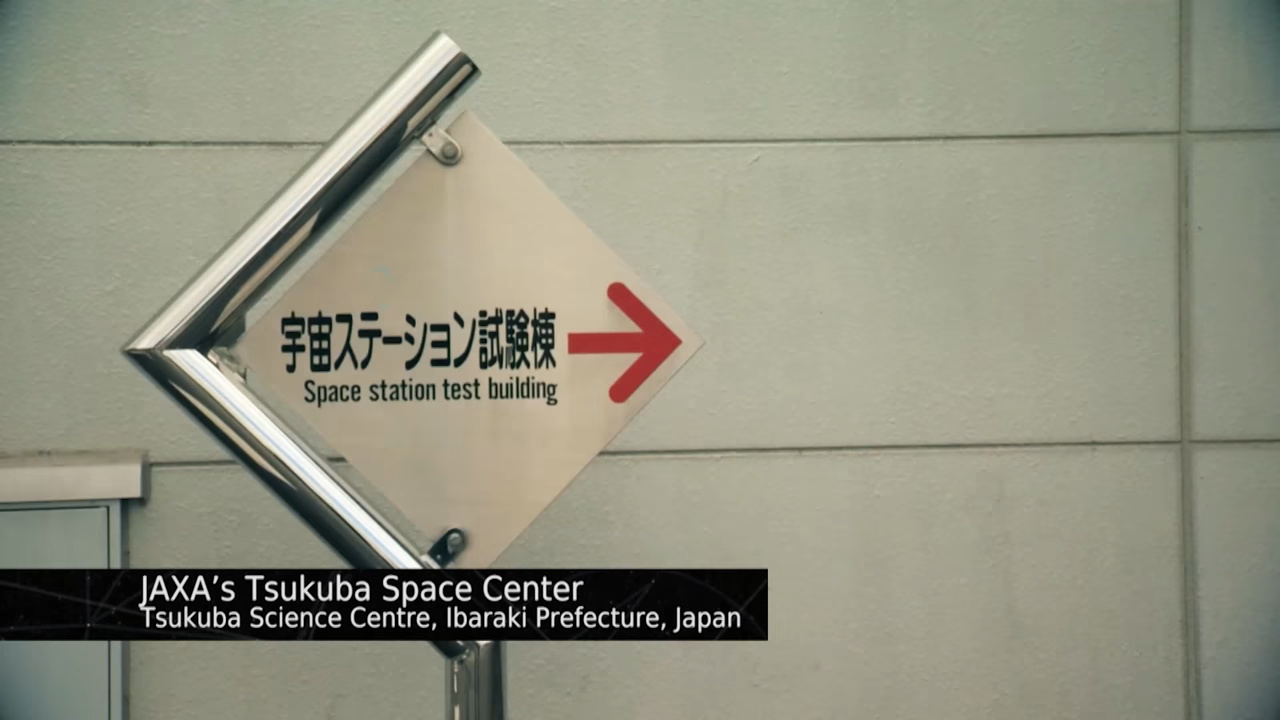 宇宙ステーション試験棟
Space station test building
JAXA's Tsukuba Space Center
Tsukuba Science Centre, Ibaraki Prefecture, Japan